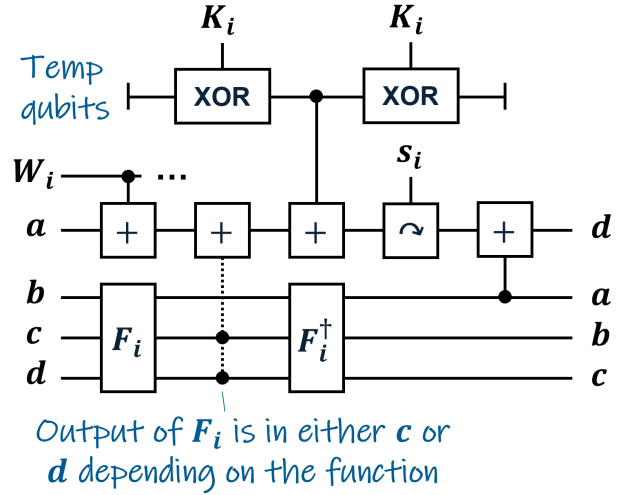 K_i K_i
Temp
qubits
XOR XOR
W_i ...
s_i
a + + + ↷ + d
b a
c F_i F_i^† b
d c
Output of F_i is in either c or
d depending on the function